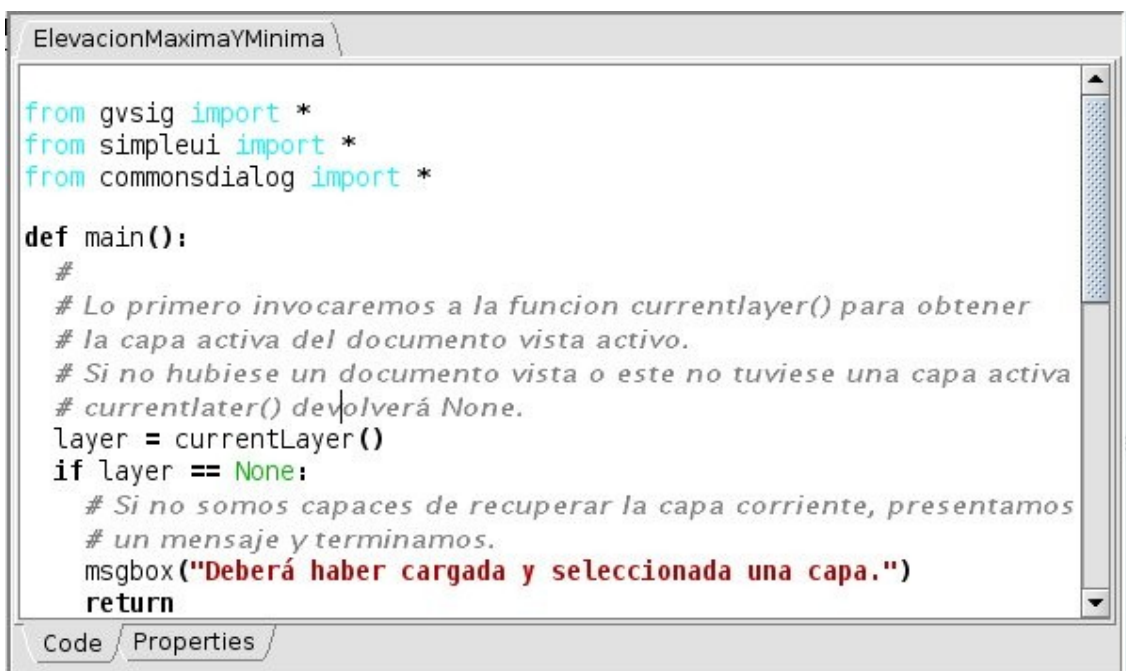 ElevacionMaximaYMinima
from gvsig import *
from simpleui import *
from commonsdialog import *
def main():
#
# Lo primero invocaremos a la funcion currentlayer() para obtener
# la capa activa del documento vista activo.
# Si no hubiese un documento vista o este no tuviese una capa activa
# currentlater() devolverá None.
layer = currentLayer()
if layer == None:
# Si no somos capaces de recuperar la capa corriente, presentamos
# un mensaje y terminamos.
msgbox("Deberá haber cargada y seleccionada una capa.")
return
Code Properties